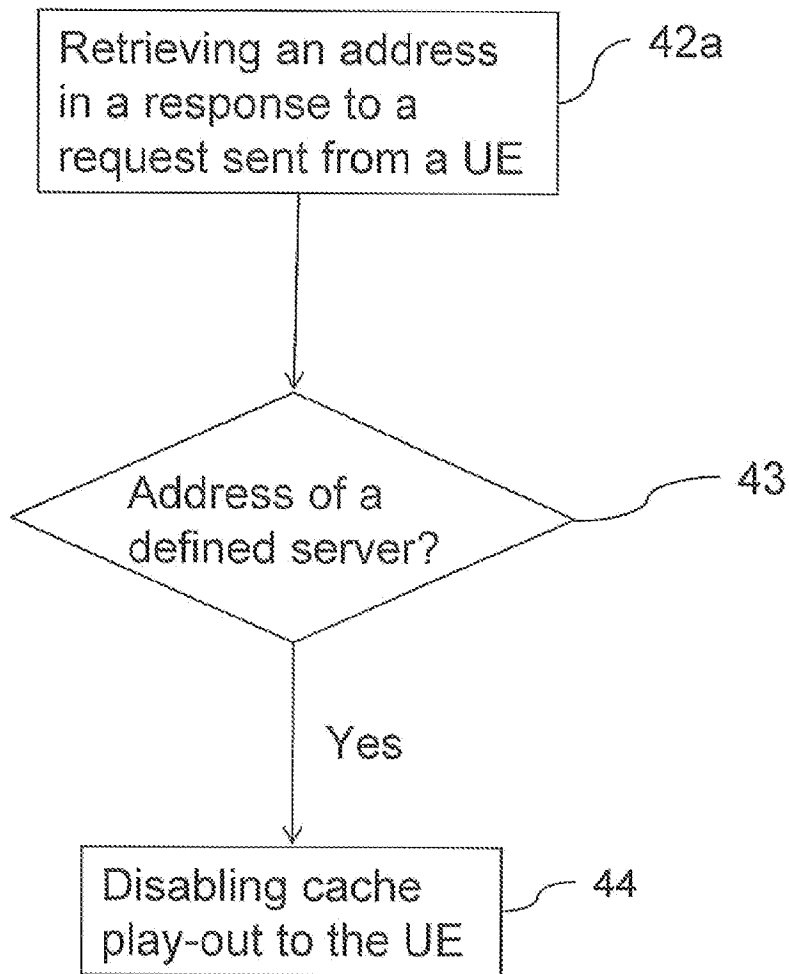 Retrieving an address
in a response to a
request sent from a UE
42a
Address of a
defined server?
43
Yes
Disabling cache
play-out to the UE
44